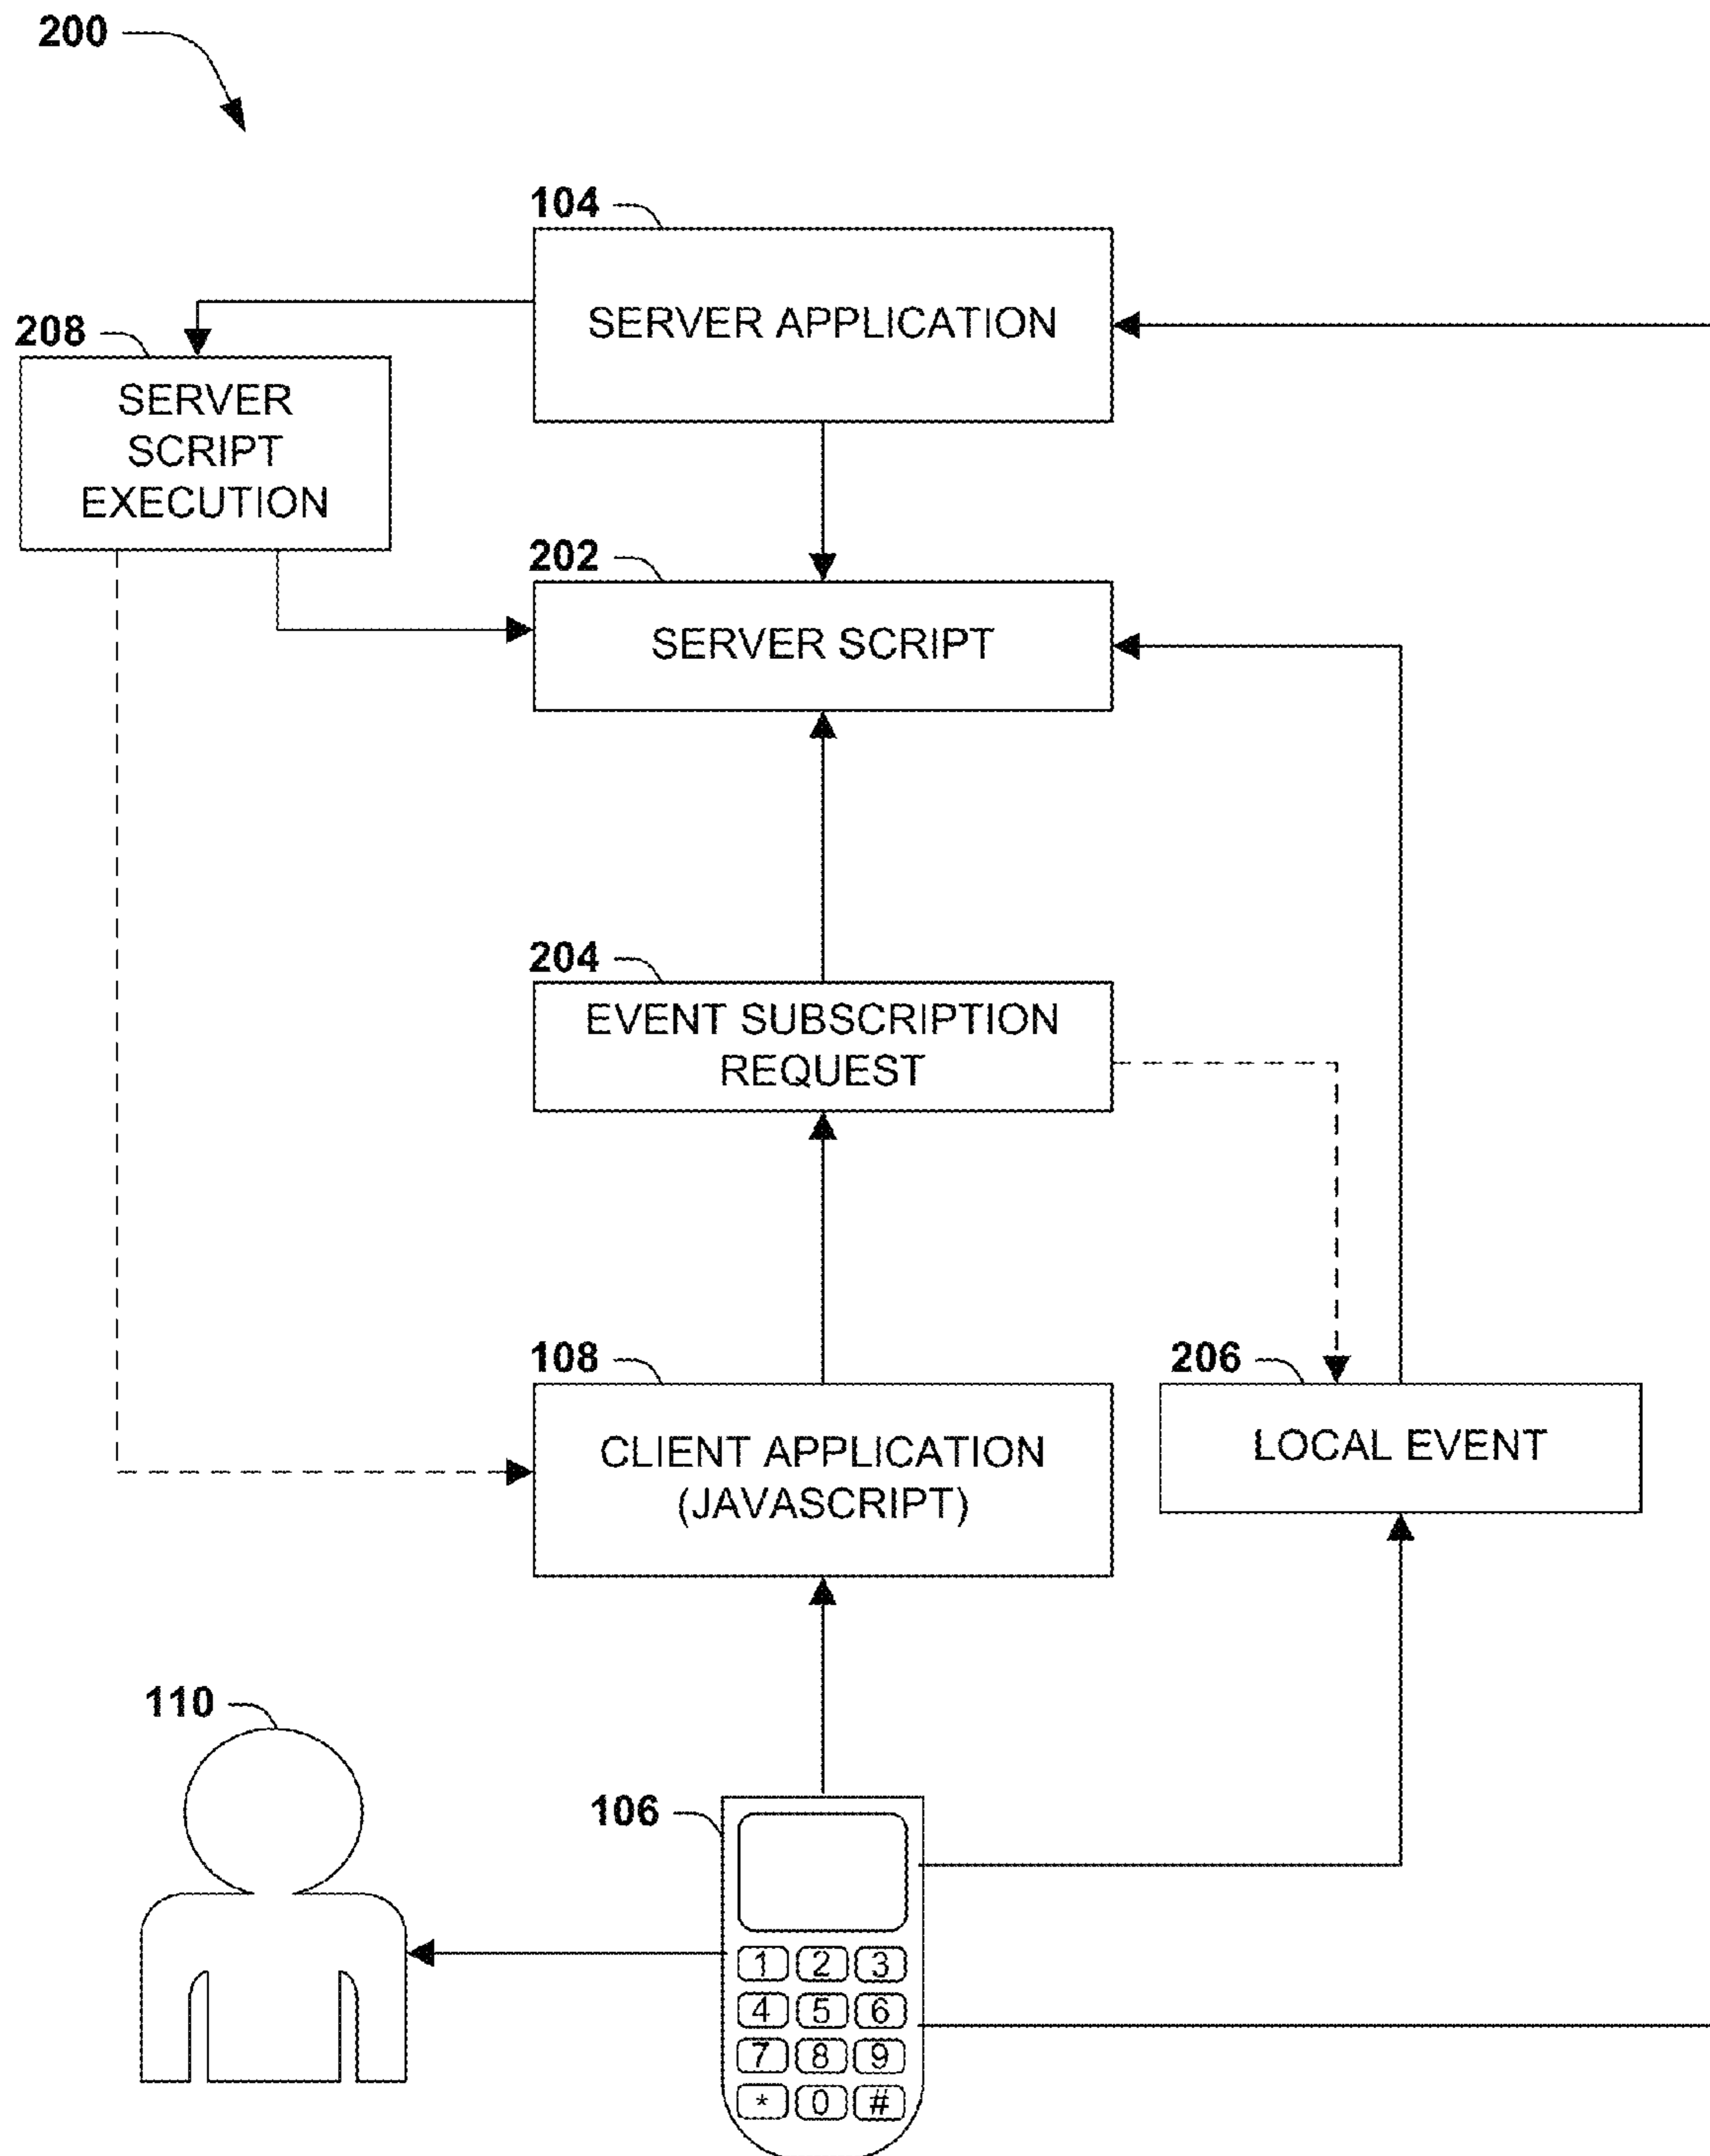 200
104
SERVER APPLICATION
208
SERVER
SCRIPT
EXECUTION
202
SERVER SCRIPT
204
EVENT SUBSCRIPTION
REQUEST
108
CLIENT APPLICATION
(JAVASCRIPT)
206
LOCAL EVENT
110
106
1 2 3
4 5 6
7 8 9
* 0 #